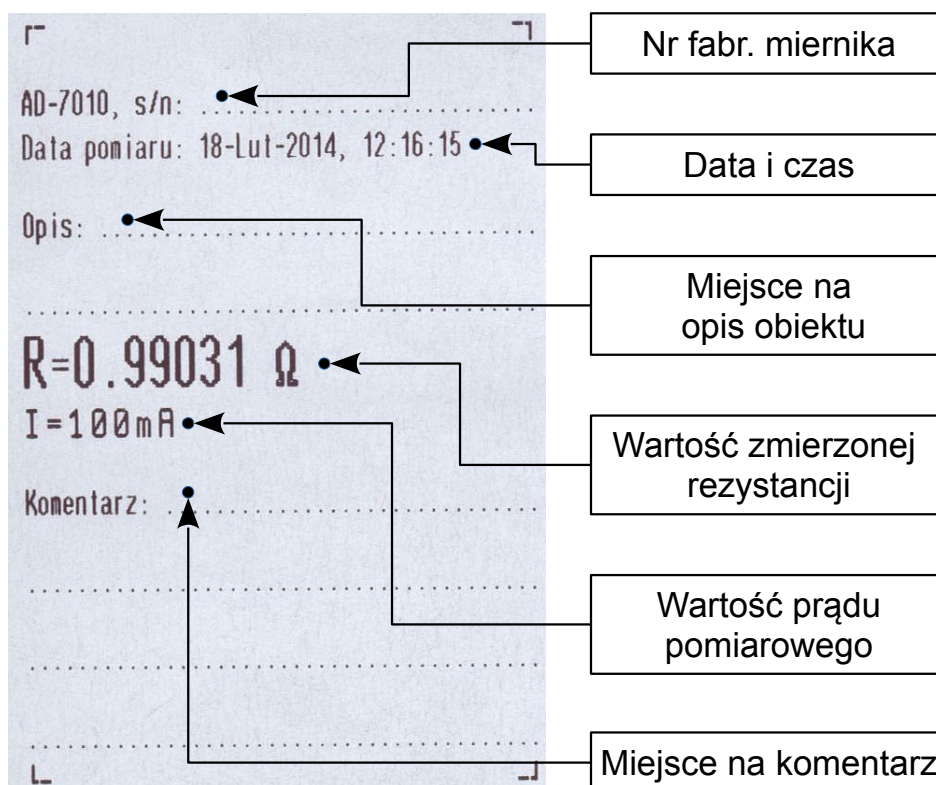 Nr fabr. miernika
AD-7010, s/n: ........................
Data pomiaru: 18-Lut-2014, 12:16:15
Data i czas
Opis: ................................
Miejsce na
opis obiektu
R=0.99031 Ω
I=100mA
Wartość zmierzonej
rezystancji
Komentarz: ...........................
Wartość prądu
pomiarowego
Miejsce na komentarz